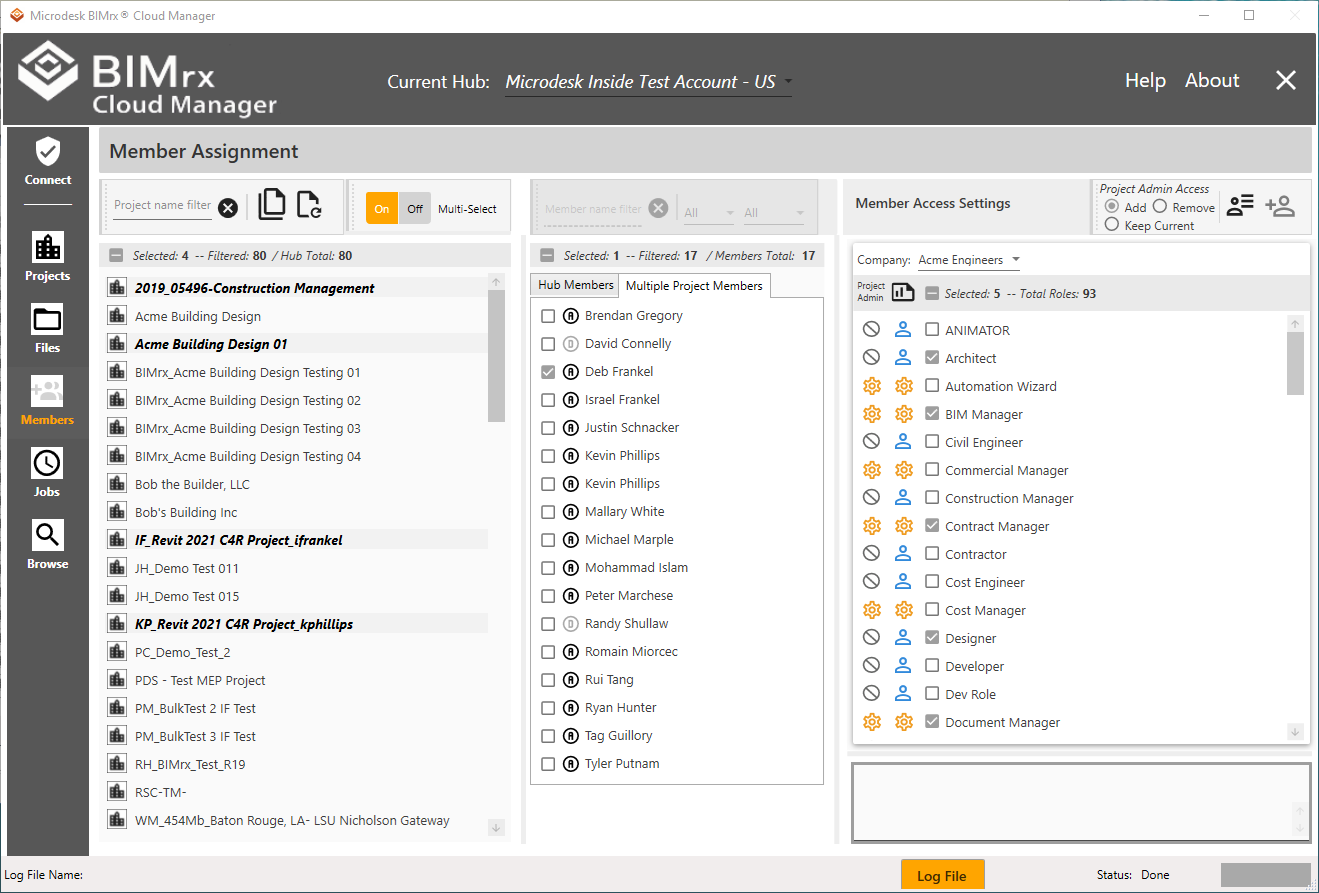 Microdesk BIMrx® Cloud Manager
BIMrx
Cloud Manager
Current Hub: Microdesk Inside Test Account - US
Help About
Connect
Projects
Files
Members
Jobs
Browse
Member Assignment
Project name filter
On Off Multi-Select
Selected: 4 -- Filtered: 80 / Hub Total: 80
2019_05496-Construction Management
Acme Building Design
Acme Building Design 01
BIMrx_Acme Building Design Testing 01
BIMrx_Acme Building Design Testing 02
BIMrx_Acme Building Design Testing 03
BIMrx_Acme Building Design Testing 04
Bob the Builder, LLC
Bob's Building Inc
IF_Revit 2021 C4R Project_ifrankel
JH_Demo Test 011
JH_Demo Test 015
KP_Revit 2021 C4R Project_kphillips
PC_Demo_Test_2
PDS - Test MEP Project
PM_BulkTest 2 IF Test
PM_BulkTest 3 IF Test
RH_BIMrx_Test_R19
RSC-TM-
WM_454Mb_Baton Rouge, LA- LSU Nicholson Gateway
Member name filter
All All
Selected: 1 -- Filtered: 17 / Members Total: 17
Hub Members Multiple Project Members
A Brendan Gregory
D David Connelly
A Deb Frankel
A Israel Frankel
A Justin Schnacker
A Kevin Phillips
A Kevin Phillips
A Mallary White
A Michael Marple
A Mohammad Islam
A Peter Marchese
D Randy Shullaw
A Romain Miorcec
A Rui Tang
A Ryan Hunter
A Tag Guillory
A Tyler Putnam
Member Access Settings
Project Admin Access
Add Remove
Keep Current
Company: Acme Engineers
Project
Admin
Selected: 5 -- Total Roles: 93
ANIMATOR
Architect
Automation Wizard
BIM Manager
Civil Engineer
Commercial Manager
Construction Manager
Contract Manager
Contractor
Cost Engineer
Cost Manager
Designer
Developer
Dev Role
Document Manager
Log File Name:
Log File
Status: Done